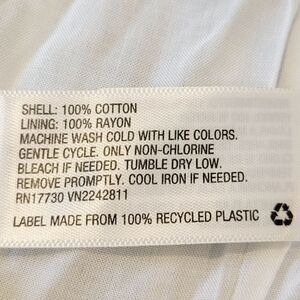 SHELL: 100% COTTON
LINING: 100% RAYON
MACHINE WASH COLD WITH LIKE COLORS.
GENTLE CYCLE. ONLY NON-CHLORINE
BLEACH IF NEEDED. TUMBLE DRY LOW.
REMOVE PROMPTLY. COOL IRON IF NEEDED.
RN17730 VN2242811
LABEL MADE FROM 100% RECYCLED PLASTIC